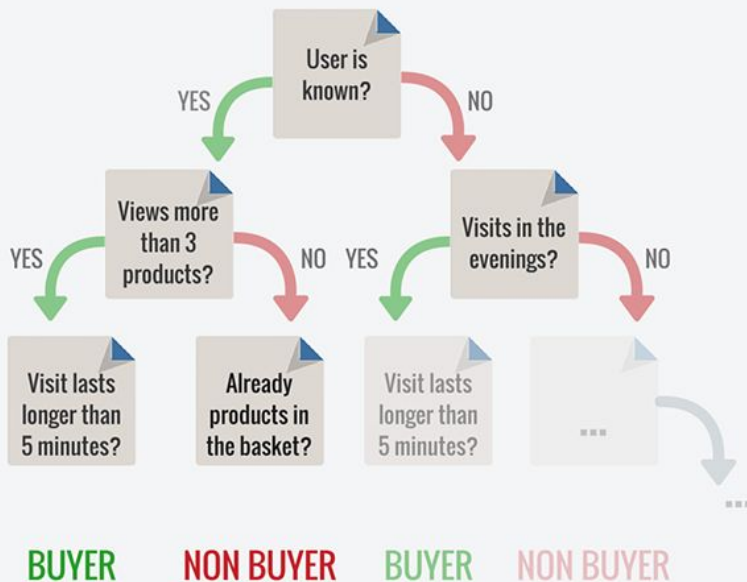 User is
known?
YES
NO
Views more
than 3
products?
Visits in the
evenings?
YES
NO
YES
NO
Visit lasts
longer than
5 minutes?
Already
products in
the basket?
Visit lasts
longer than
5 minutes?
...
...
BUYER
NON BUYER
BUYER
NON BUYER